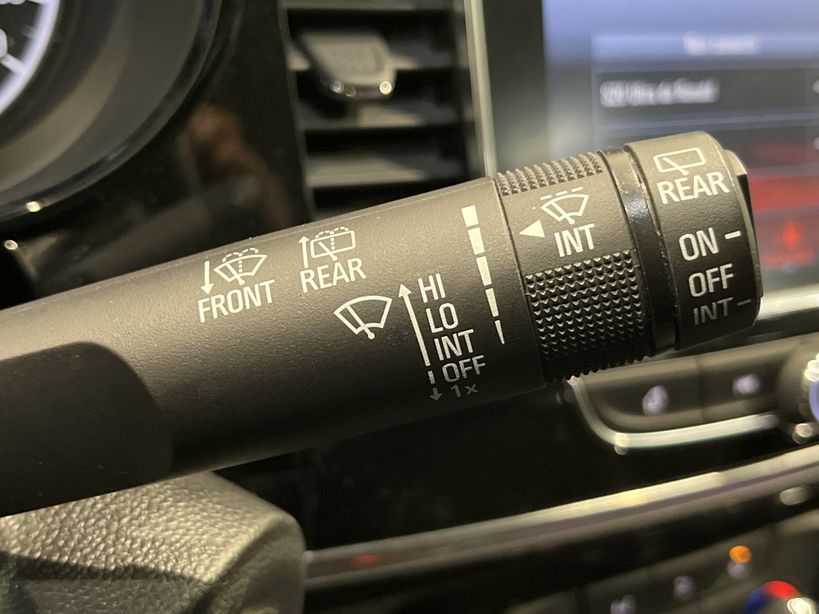 FRONT
REAR
HI
LO
INT
OFF
1x
INT
REAR
ON
OFF
INT